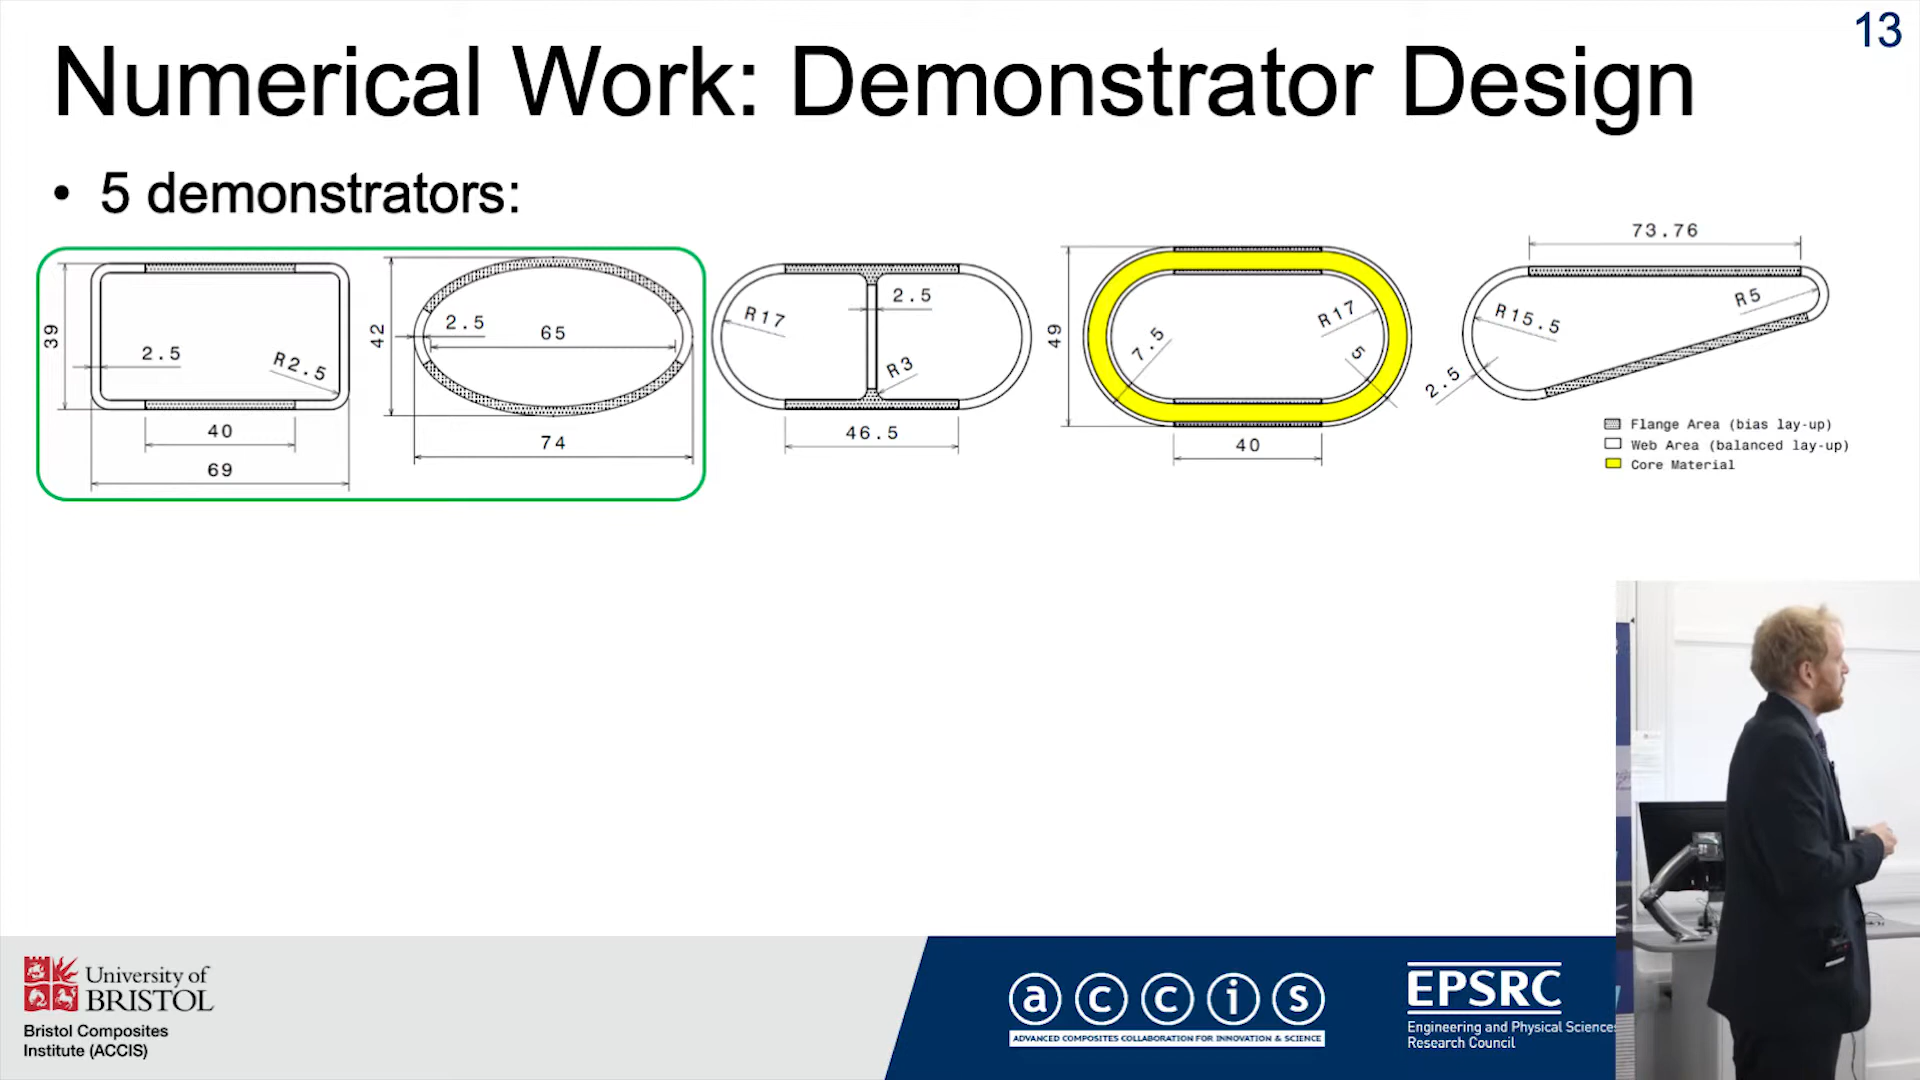 13
Numerical Work: Demonstrator Design
• 5 demonstrators:
39
2.5
R2.5
40
69
42
2.5
65
74
R17
2.5
R3
46.5
49
7.5
R17
5
40
73.76
R15.5
R5
2.5
Flange Area (bias lay-up)
Web Area (balanced lay-up)
Core Material
University of
BRISTOL
Bristol Composites
Institute (ACCIS)
accis
ADVANCED COMPOSITES COLLABORATION FOR INNOVATION & SCIENCE
EPSRC
Engineering and Physical Sciences
Research Council